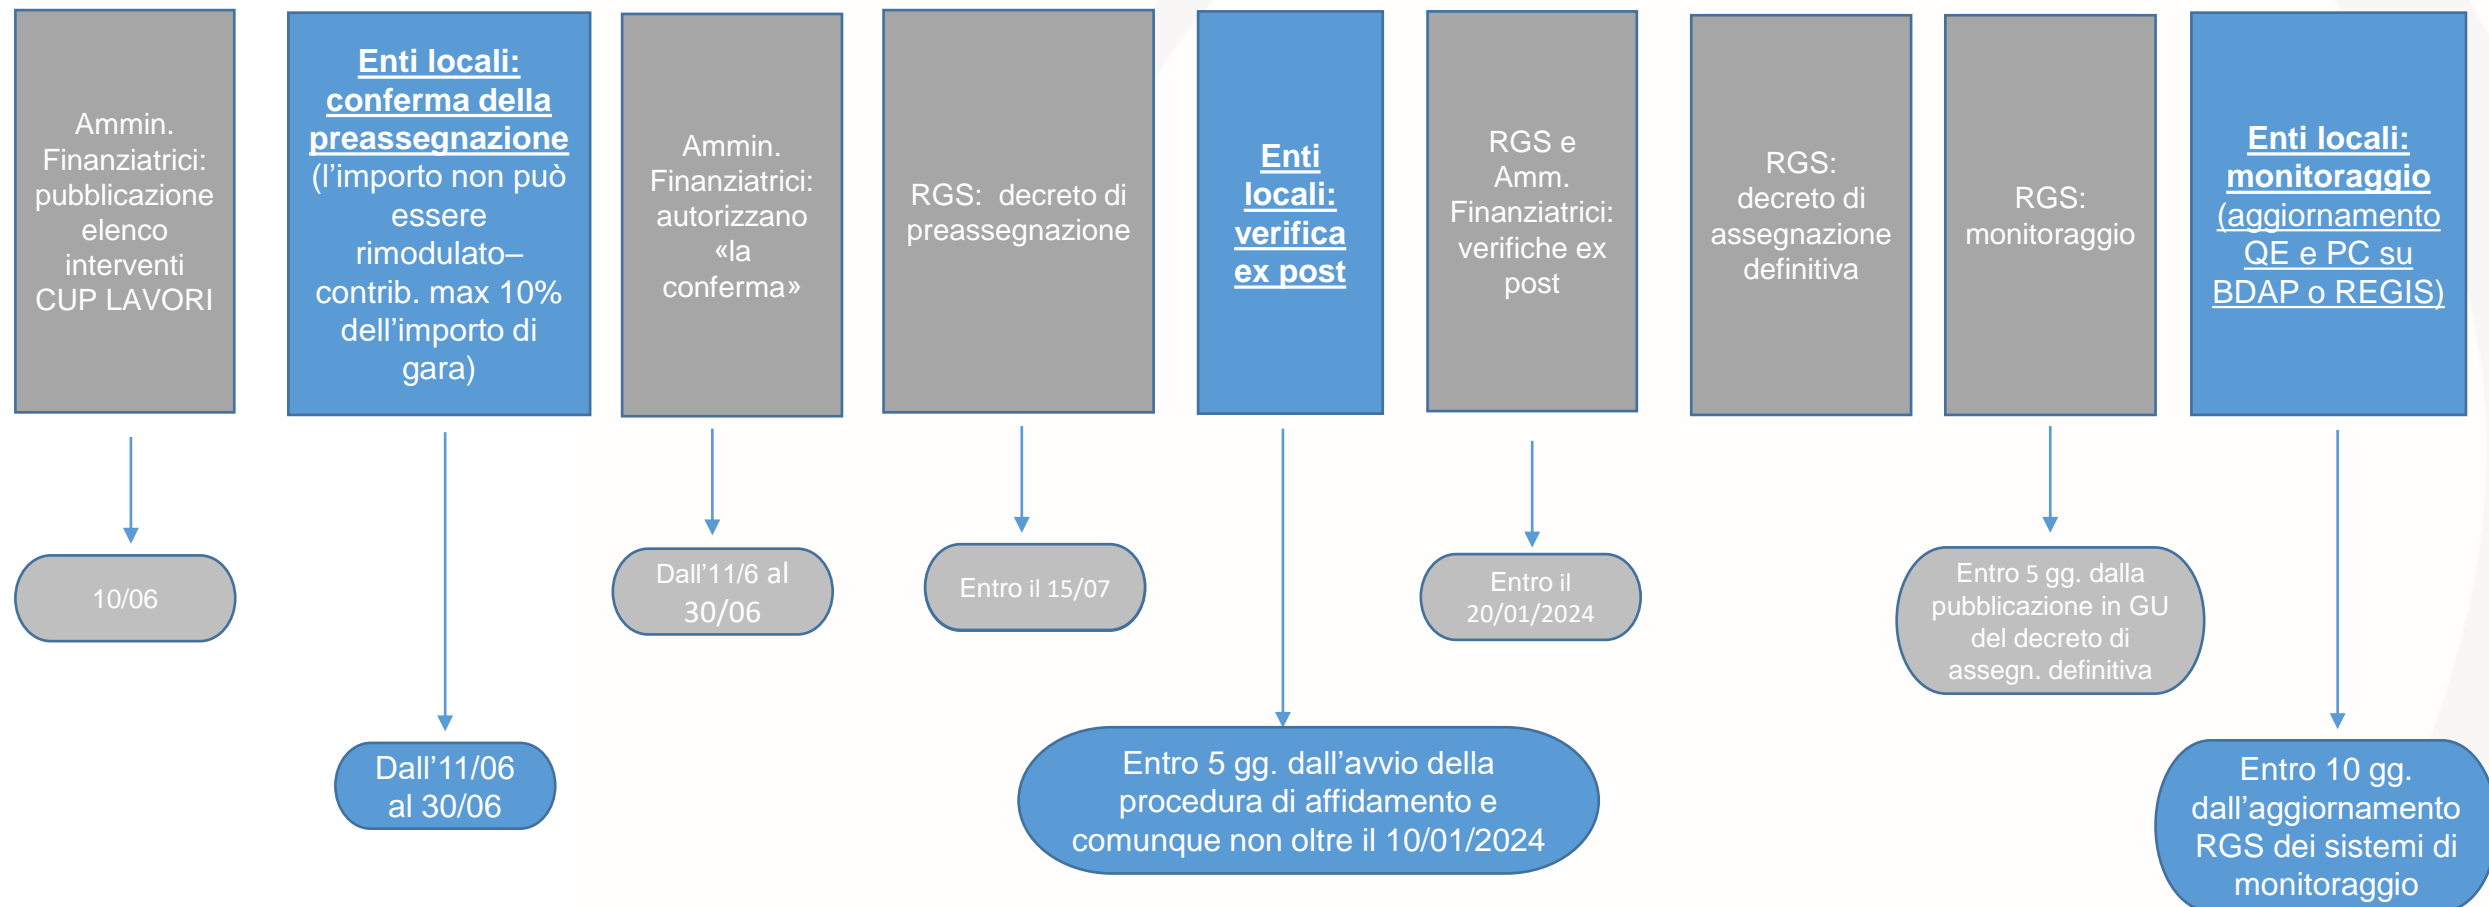 Ammin.
Finanziatrici:
pubblicazione
elenco
interventi
CUP LAVORI
Enti locali:
conferma della
preassegnazione
(l'importo non può
essere
rimodulato–
contrib. max 10%
dell'importo di
gara)
Ammin.
Finanziatrici:
autorizzano
«la
conferma»
RGS: decreto di
preassegnazione
Enti
locali:
verifica
ex post
RGS e
Amm.
Finanziatrici:
verifiche ex
post
RGS:
decreto di
assegnazione
definitiva
RGS:
monitoraggio
Enti locali:
monitoraggio
(aggiornamento
QE e PC su
BDAP o REGIS)
10/06
Dall'11/06
al 30/06
Dall'11/6 al
30/06
Entro il 15/07
Entro 5 gg. dall'avvio della
procedura di affidamento e
comunque non oltre il 10/01/2024
Entro il
20/01/2024
Entro 5 gg. dalla
pubblicazione in GU
del decreto di
assegn. definitiva
Entro 10 gg.
dall'aggiornamento
RGS dei sistemi di
monitoraggio